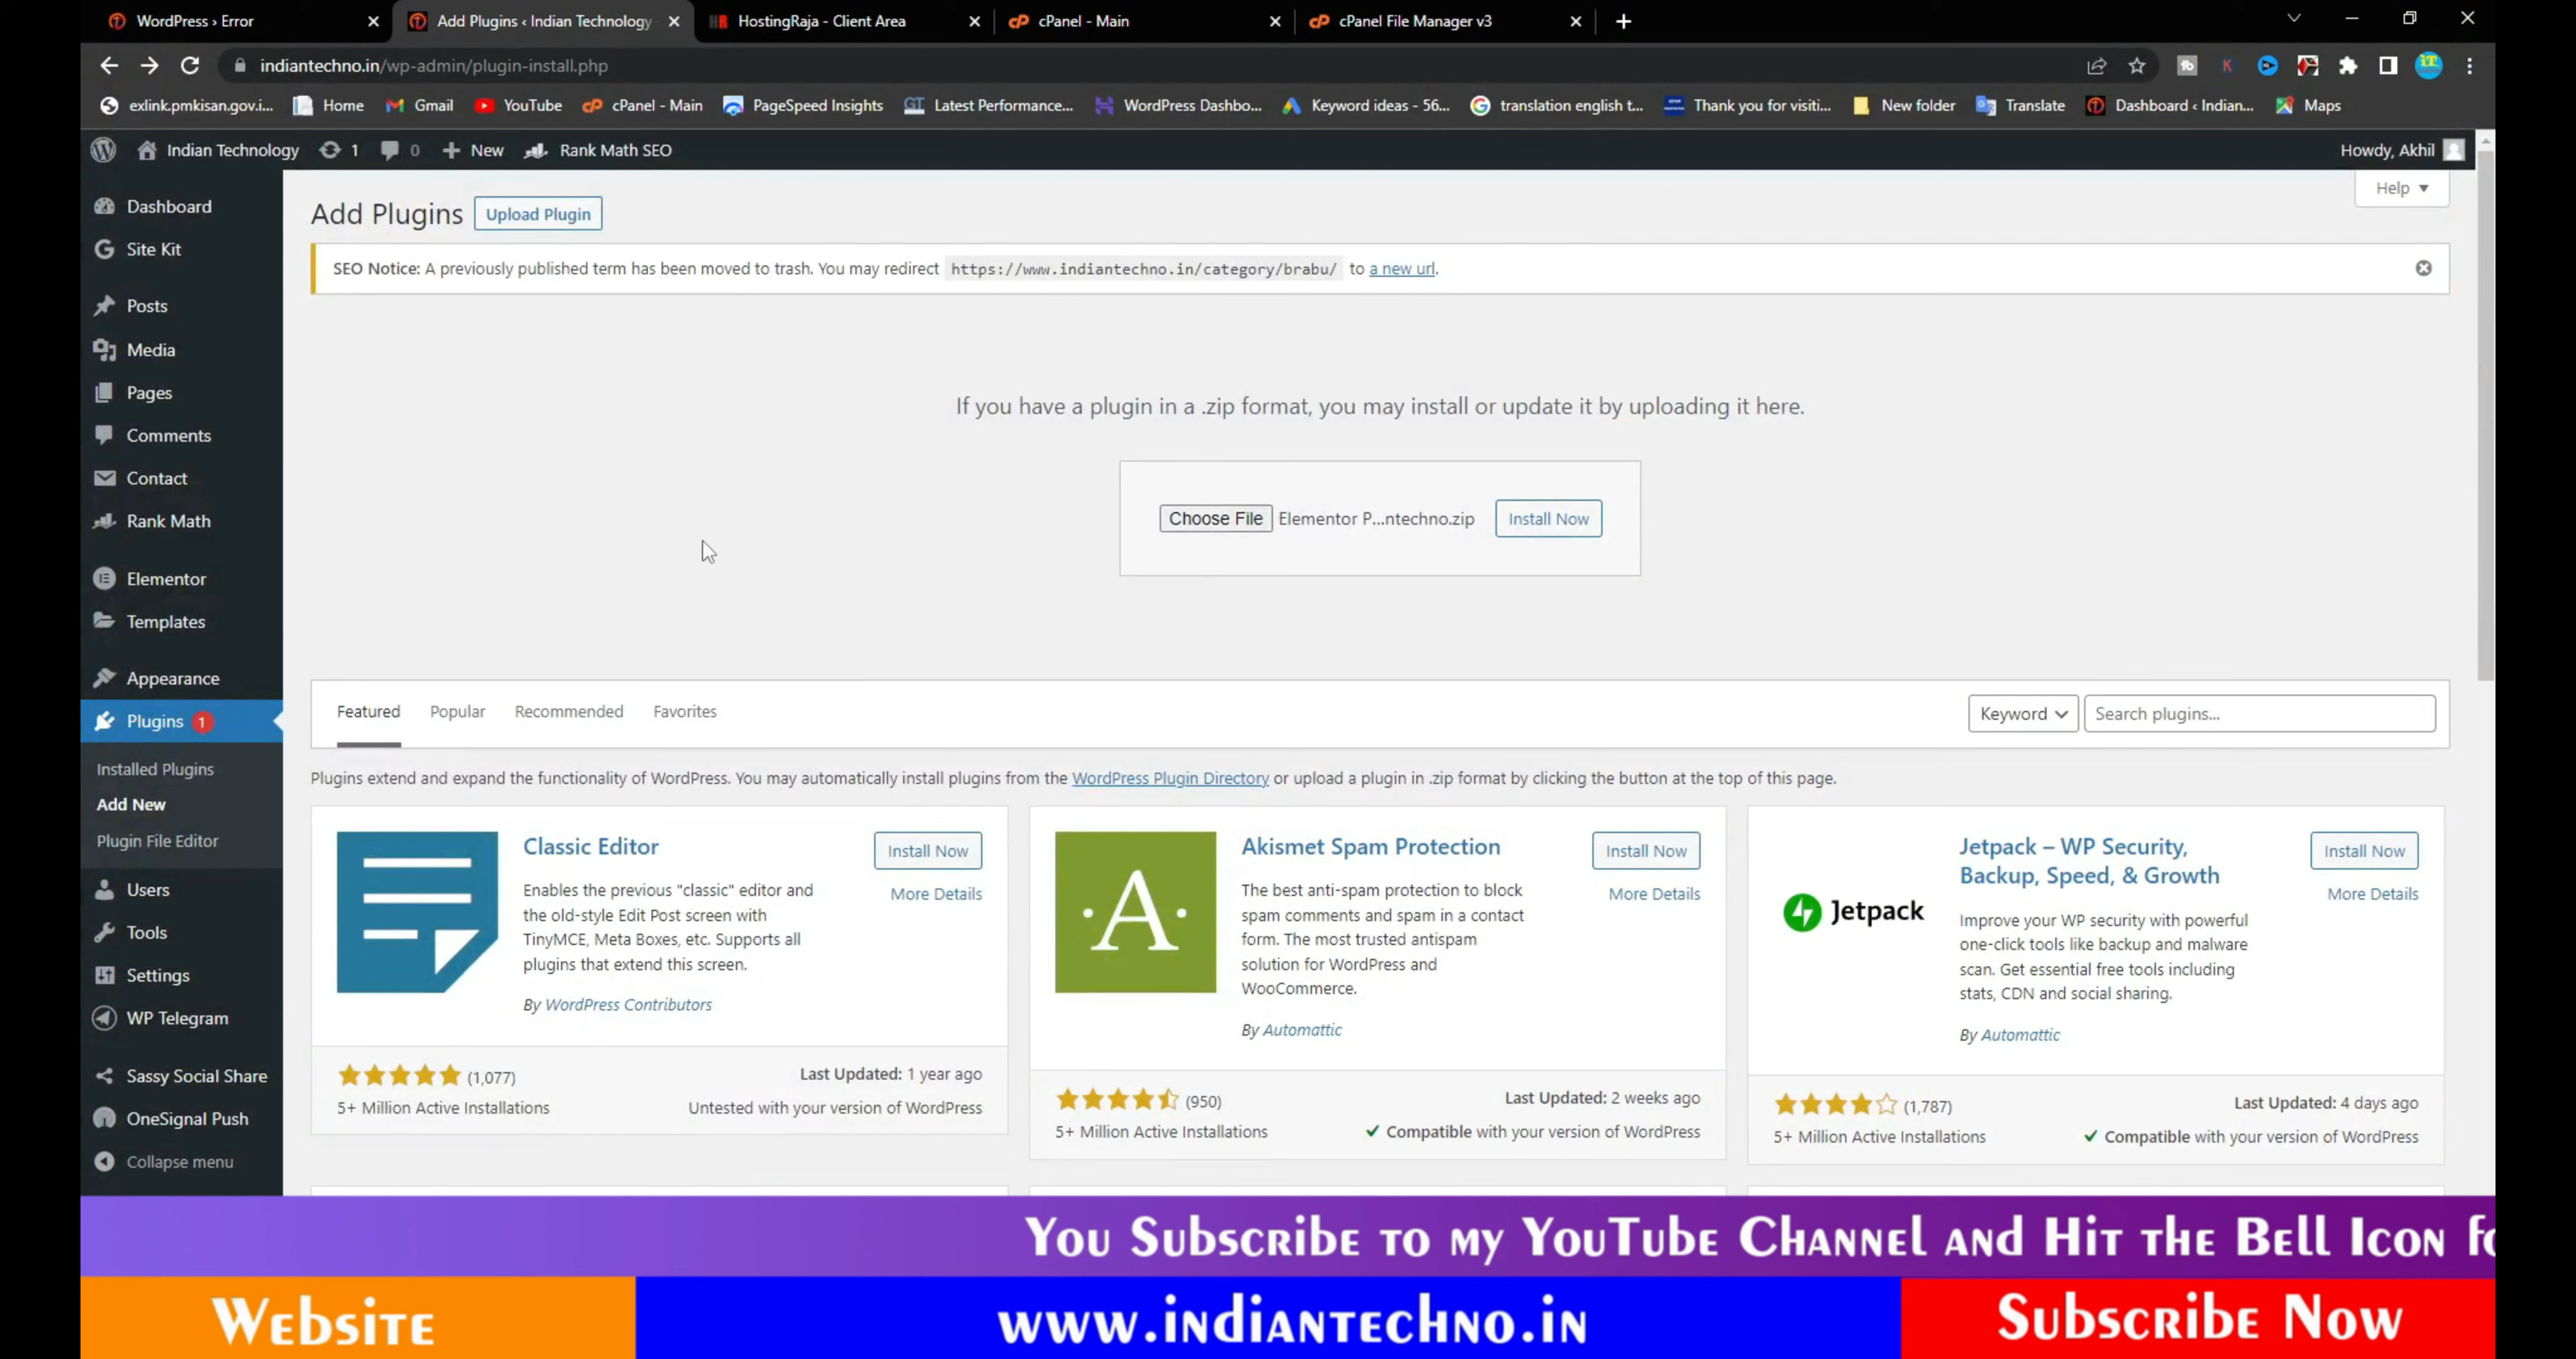 WordPress › Error
Add Plugins ‹ Indian Technology
HostingRaja - Client Area
cPanel - Main
cPanel File Manager v3
indiantechno.in/wp-admin/plugin-install.php
exlink.pmkisan.gov.i...
Home
Gmail
YouTube
cPanel - Main
PageSpeed Insights
Latest Performance...
WordPress Dashbo...
Keyword ideas - 56...
translation english t...
Thank you for visiti...
New folder
Translate
Dashboard ‹ Indian...
Maps
Indian Technology
1
0
New
Rank Math SEO
Howdy, Akhil
Dashboard
Site Kit
Posts
Media
Pages
Comments
Contact
Rank Math
Elementor
Templates
Appearance
Plugins 1
Installed Plugins
Add New
Plugin File Editor
Users
Tools
Settings
WP Telegram
Sassy Social Share
OneSignal Push
Collapse menu
Help
Add Plugins
Upload Plugin
SEO Notice: A previously published term has been moved to trash. You may redirect https://www.indiantechno.in/category/brabu/ to a new url.
If you have a plugin in a .zip format, you may install or update it by uploading it here.
Choose File Elementor P...ntechno.zip
Install Now
Featured
Popular
Recommended
Favorites
Keyword
Search plugins...
Plugins extend and expand the functionality of WordPress. You may automatically install plugins from the WordPress Plugin Directory or upload a plugin in .zip format by clicking the button at the top of this page.
Classic Editor
Install Now
More Details
Enables the previous "classic" editor and
the old-style Edit Post screen with
TinyMCE, Meta Boxes, etc. Supports all
plugins that extend this screen.
By WordPress Contributors
(1,077)
Last Updated: 1 year ago
5+ Million Active Installations
Untested with your version of WordPress
A
Akismet Spam Protection
Install Now
More Details
The best anti-spam protection to block
spam comments and spam in a contact
form. The most trusted antispam
solution for WordPress and
WooCommerce.
By Automattic
(950)
Last Updated: 2 weeks ago
5+ Million Active Installations
Compatible with your version of WordPress
Jetpack
Jetpack – WP Security,
Backup, Speed, & Growth
Install Now
More Details
Improve your WP security with powerful
one-click tools like backup and malware
scan. Get essential free tools including
stats, CDN and social sharing.
By Automattic
(1,787)
Last Updated: 4 days ago
5+ Million Active Installations
Compatible with your version of WordPress
You Subscribe to my YouTube Channel and Hit the Bell Icon fo
Website
www.indiantechno.in
Subscribe Now